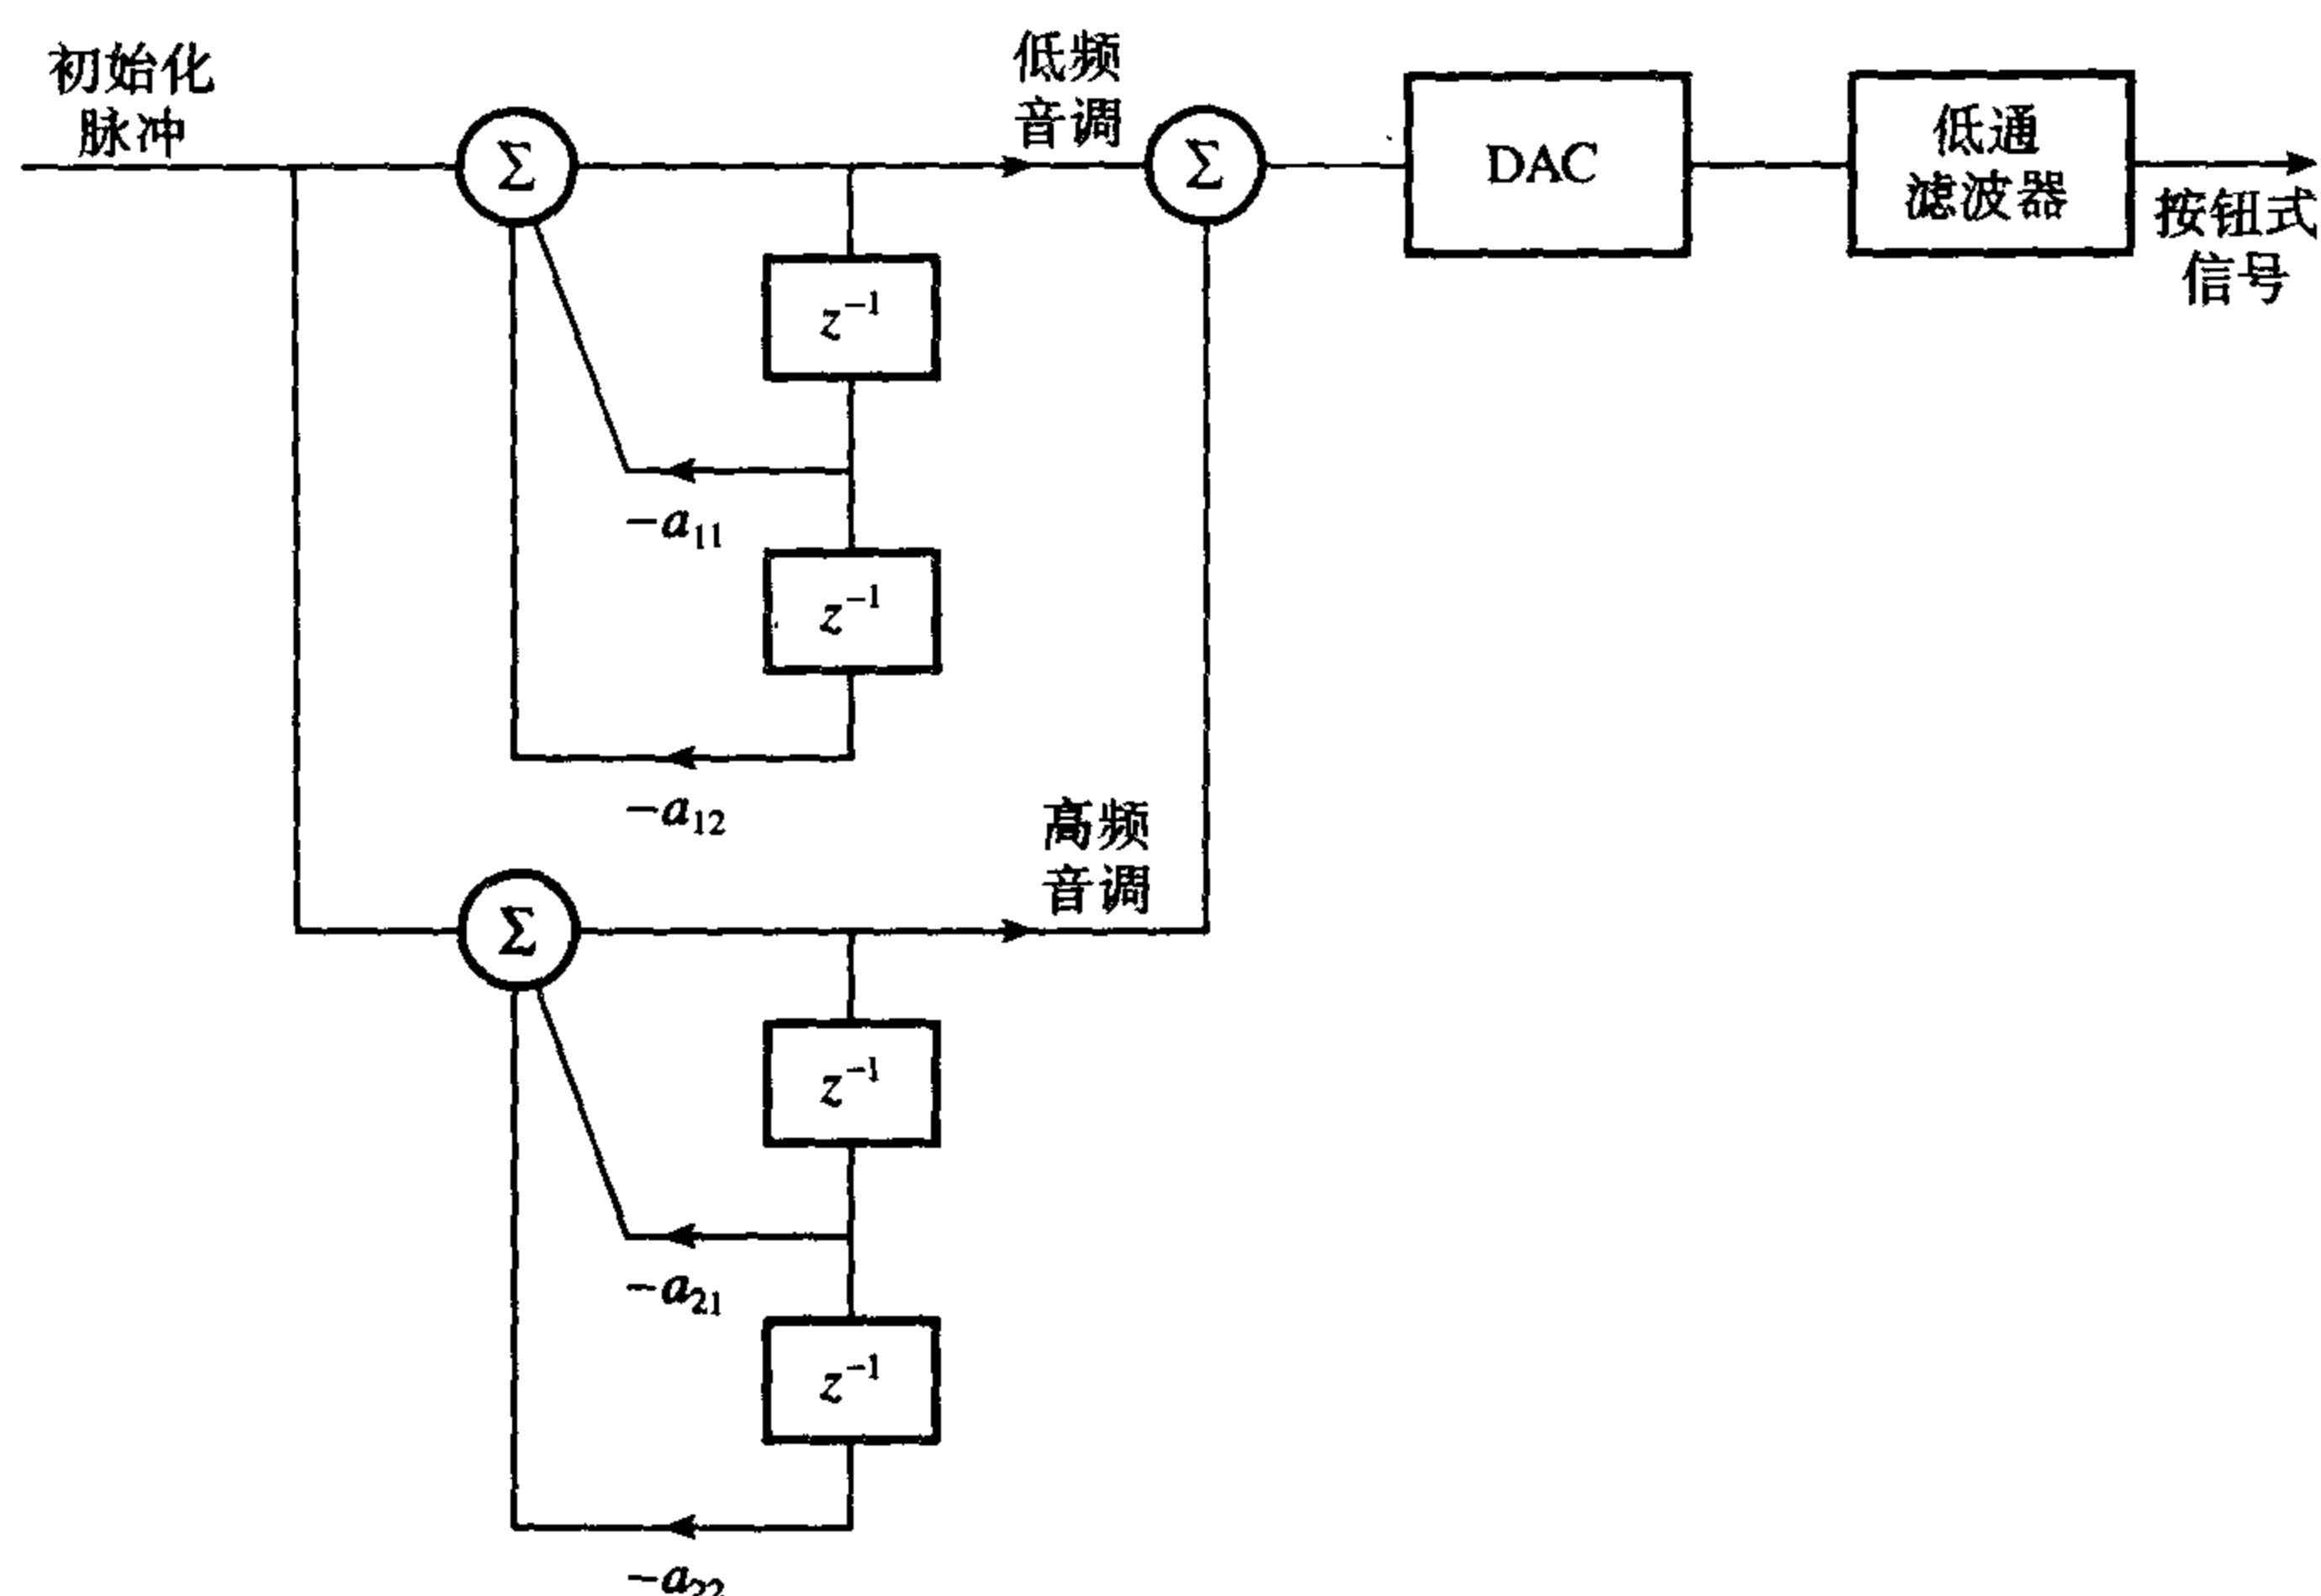 初始化
脉冲
Σ
低频
音调
Σ
DAC
低通
滤波器
按钮式
信号
z⁻¹
−a₁₁
z⁻¹
−a₁₂
高频
音调
Σ
z⁻¹
−a₂₁
z⁻¹
−a₂₂